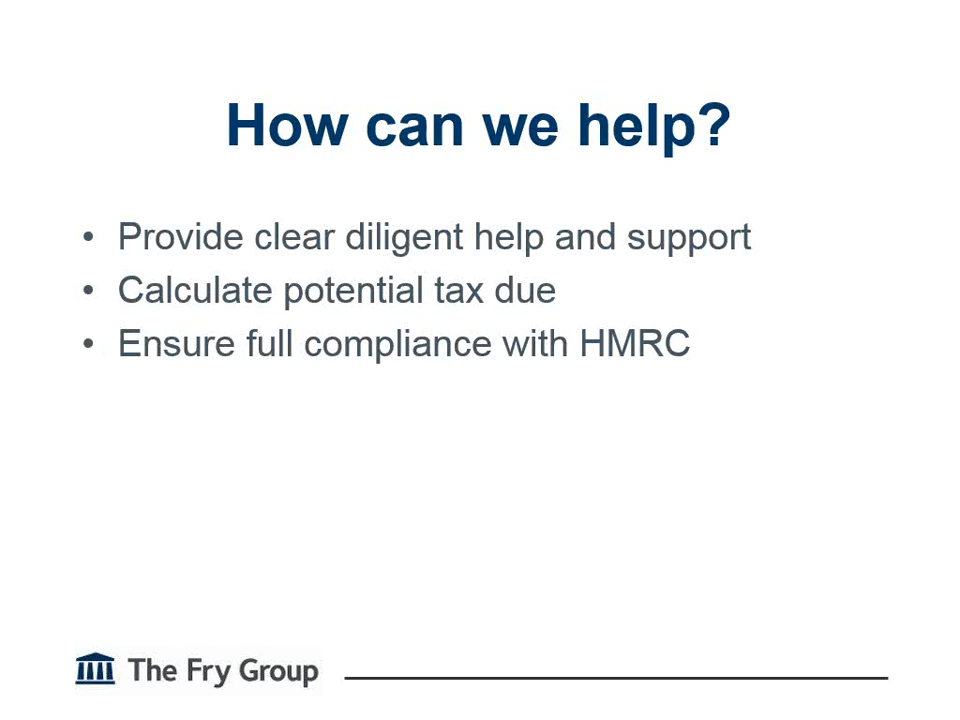 How can we help?
• Provide clear diligent help and support
• Calculate potential tax due
• Ensure full compliance with HMRC
The Fry Group